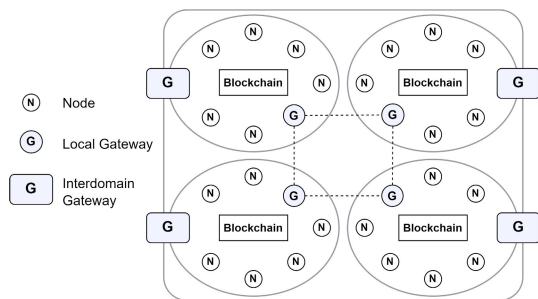 N Node
G Local Gateway
G Interdomain
Gateway
N N
N N N N
G Blockchain N N Blockchain G
N G G N
N N
N N
N G G N
G Blockchain N N Blockchain G
N N N N
N N